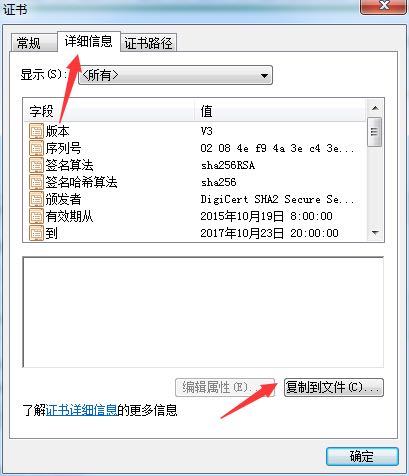 证书
常规 详细信息 证书路径
显示(S): <所有>
字段 值
版本 V3
序列号 02 08 4e f9 4a 3e c4 3e...
签名算法 sha256RSA
签名哈希算法 sha256
颁发者 DigiCert SHA2 Secure Se...
有效期从 2015年10月19日 8:00:00
到 2017年10月23日 20:00:00
编辑属性(E)...
复制到文件(C)...
了解证书详细信息的更多信息
确定